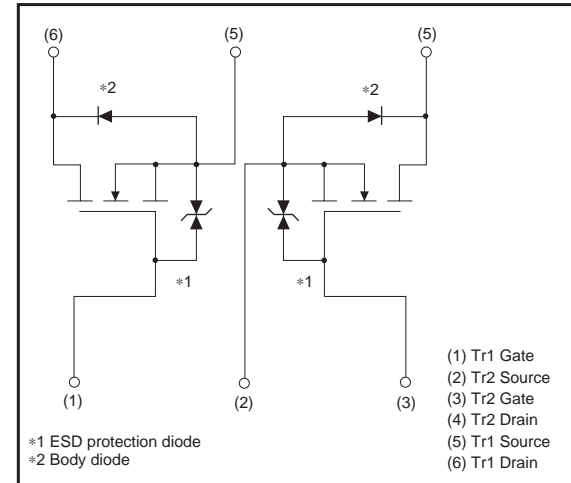 (6) (5) (5)
∗2 ∗2
∗1 ∗1
(1) (2) (3)
(1) Tr1 Gate
(2) Tr2 Source
(3) Tr2 Gate
(4) Tr2 Drain
(5) Tr1 Source
(6) Tr1 Drain
∗1 ESD protection diode
∗2 Body diode